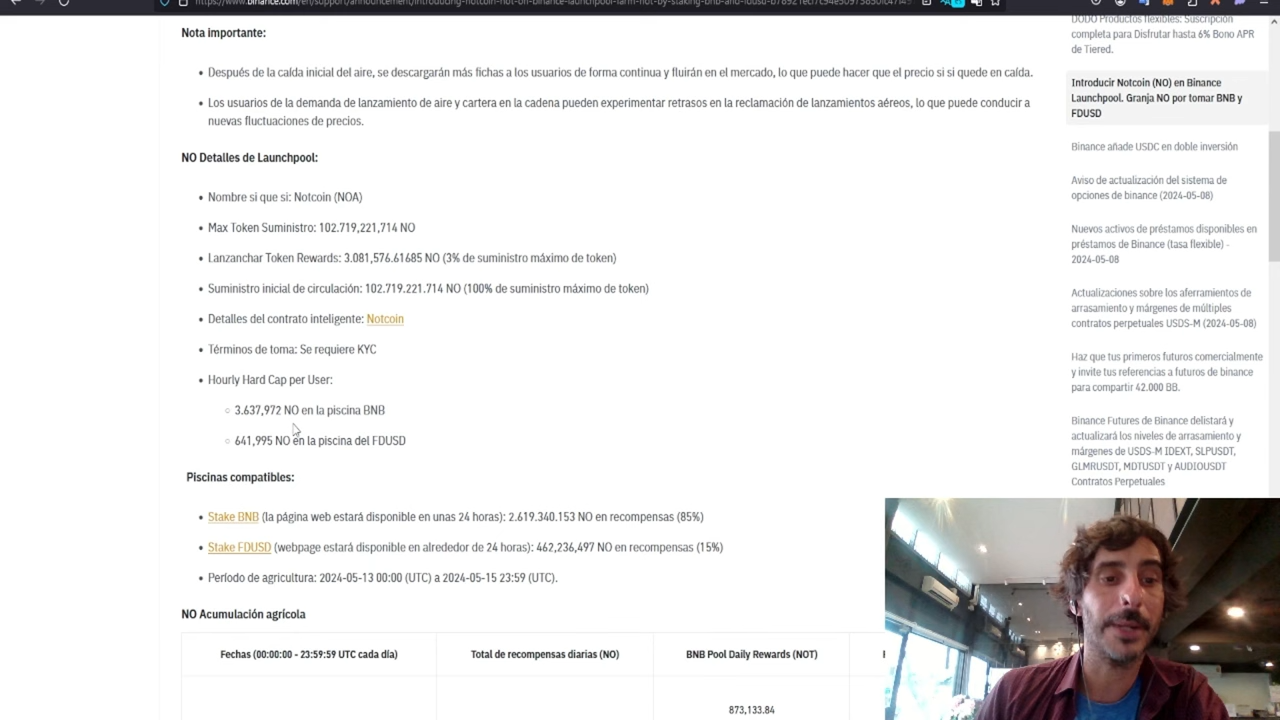 Nota importante:
Después de la caída inicial del aire, se descargarán más fichas a los usuarios de forma continua y fluirán en el mercado, lo que puede hacer que el precio si si quede en caída.
Los usuarios de la demanda de lanzamiento de aire y cartera en la cadena pueden experimentar retrasos en la reclamación de lanzamientos aéreos, lo que puede conducir a
nuevas fluctuaciones de precios.
NO Detalles de Launchpool:
Nombre si que si: Notcoin (NOA)
Max Token Suministro: 102.719,221,714 NO
Lanzanchar Token Rewards: 3.081,576.61685 NO (3% de suministro máximo de token)
Suministro inicial de circulación: 102.719.221.714 NO (100% de suministro máximo de token)
Detalles del contrato inteligente: Notcoin
Términos de toma: Se requiere KYC
Hourly Hard Cap per User:
3.637,972 NO en la piscina BNB
641,995 NO en la piscina del FDUSD
Piscinas compatibles:
Stake BNB (la página web estará disponible en unas 24 horas): 2.619.340.153 NO en recompensas (85%)
Stake FDUSD (webpage estará disponible en alrededor de 24 horas): 462,236,497 NO en recompensas (15%)
Período de agricultura: 2024-05-13 00:00 (UTC) a 2024-05-15 23:59 (UTC).
NO Acumulación agrícola
Fechas (00:00:00 - 23:59:59 UTC cada día)
Total de recompensas diarias (NO)
BNB Pool Daily Rewards (NOT)
873,133.84
DODO Productos flexibles: Suscripción
completa para Disfrutar hasta 6% Bono APR
de Tiered.
Introducir Notcoin (NO) en Binance
Launchpool. Granja NO por tomar BNB y
FDUSD
Binance añade USDC en doble inversión
Aviso de actualización del sistema de
opciones de binance (2024-05-08)
Nuevos activos de préstamos disponibles en
préstamos de Binance (tasa flexible) -
2024-05-08
Actualizaciones sobre los aferramientos de
arrasamiento y márgenes de múltiples
contratos perpetuales USDS-M (2024-05-08)
Haz que tus primeros futuros comercialmente
y invite tus referencias a futuros de binance
para compartir 42.000 BB.
Binance Futures de Binance delistará y
actualizará los niveles de arrasamiento y
márgenes de USDS-M IDEXT, SLPUSDT,
GLMRUSDT, MDTUSDT y AUDIOUSDT
Contratos Perpetuales